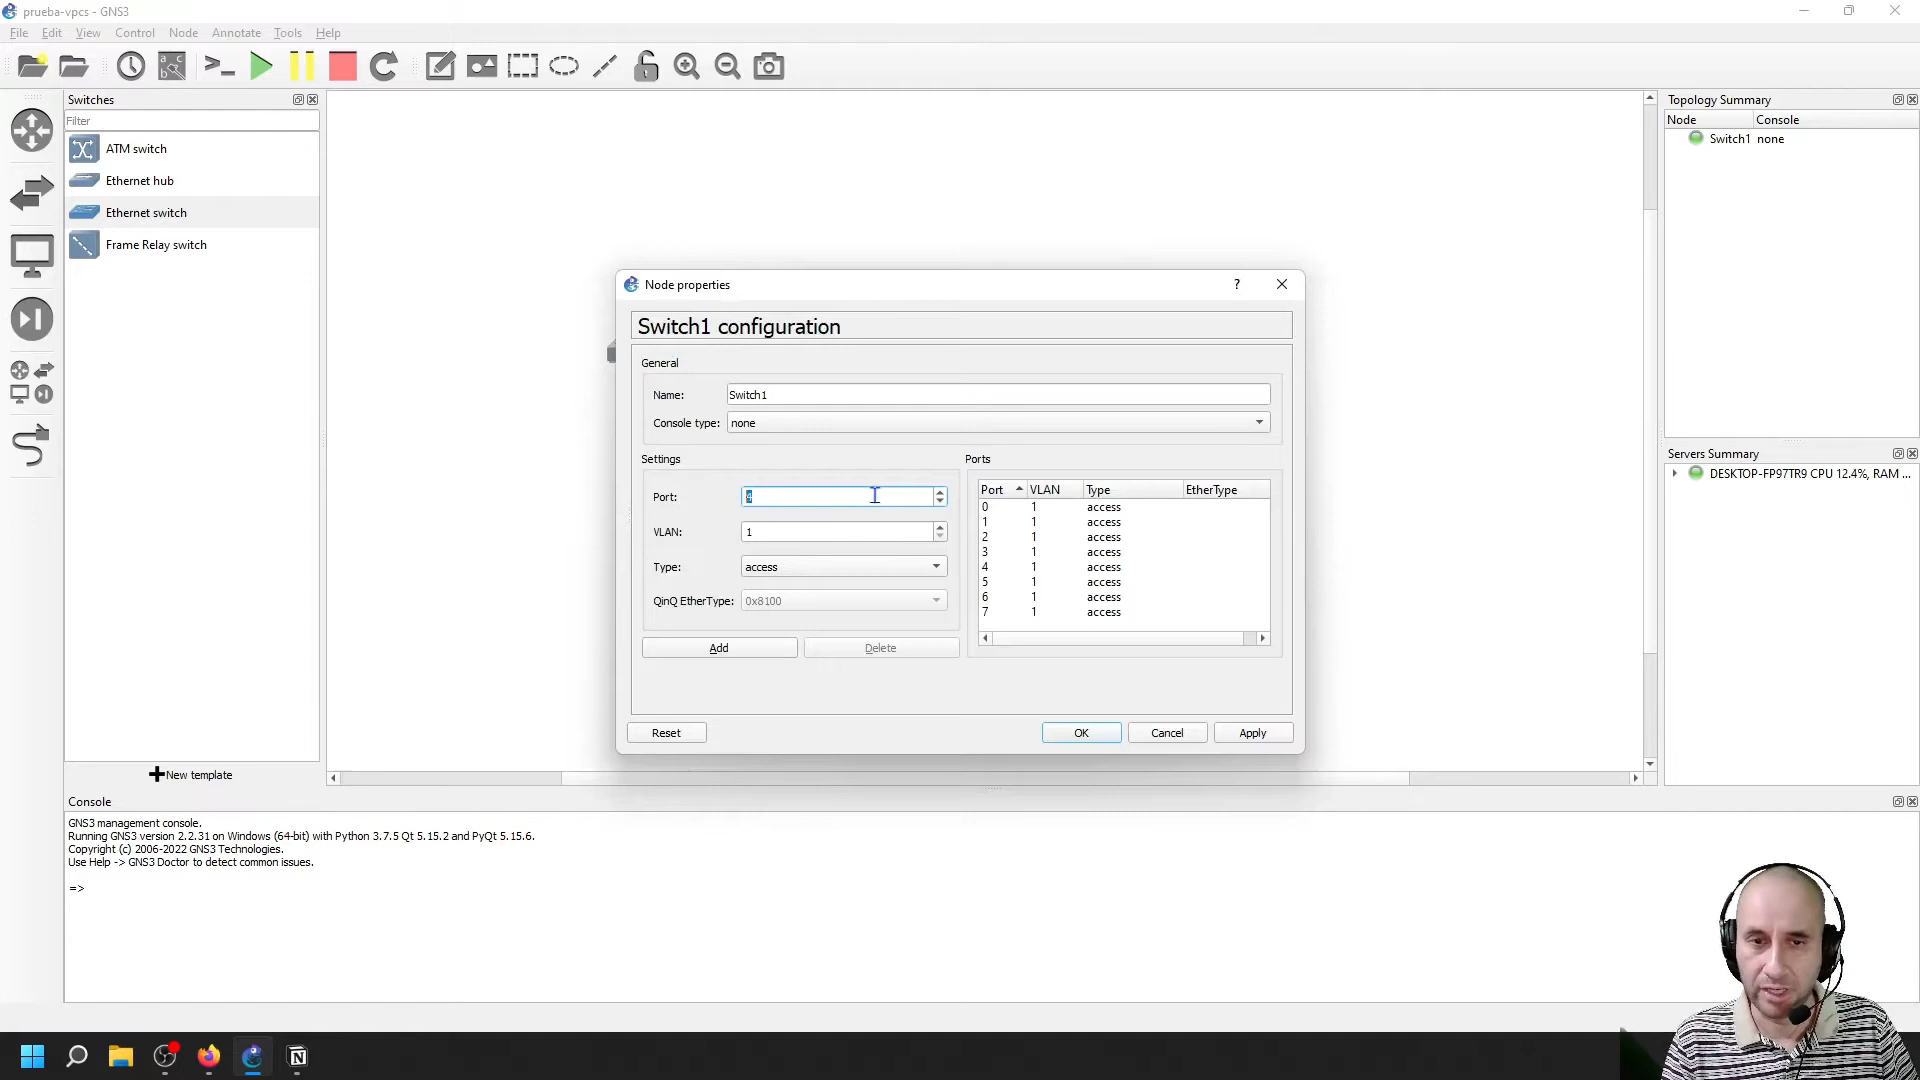 prueba-vpcs - GNS3
File Edit View Control Node Annotate Tools Help
Switches
Filter
ATM switch
Ethernet hub
Ethernet switch
Frame Relay switch
New template
Topology Summary
Node Console
Switch1 none
Servers Summary
DESKTOP-FP97TR9 CPU 12.4%, RAM ...
Node properties
?
Switch1 configuration
General
Name: Switch1
Console type: none
Settings
Port:
VLAN: 1
Type: access
QinQ EtherType: 0x8100
Add Delete
Ports
Port VLAN Type EtherType
0 1 access
1 1 access
2 1 access
3 1 access
4 1 access
5 1 access
6 1 access
7 1 access
Reset OK Cancel Apply
Console
GNS3 management console.
Running GNS3 version 2.2.31 on Windows (64-bit) with Python 3.7.5 Qt 5.15.2 and PyQt 5.15.6.
Copyright (c) 2006-2022 GNS3 Technologies.
Use Help -> GNS3 Doctor to detect common issues.
=>